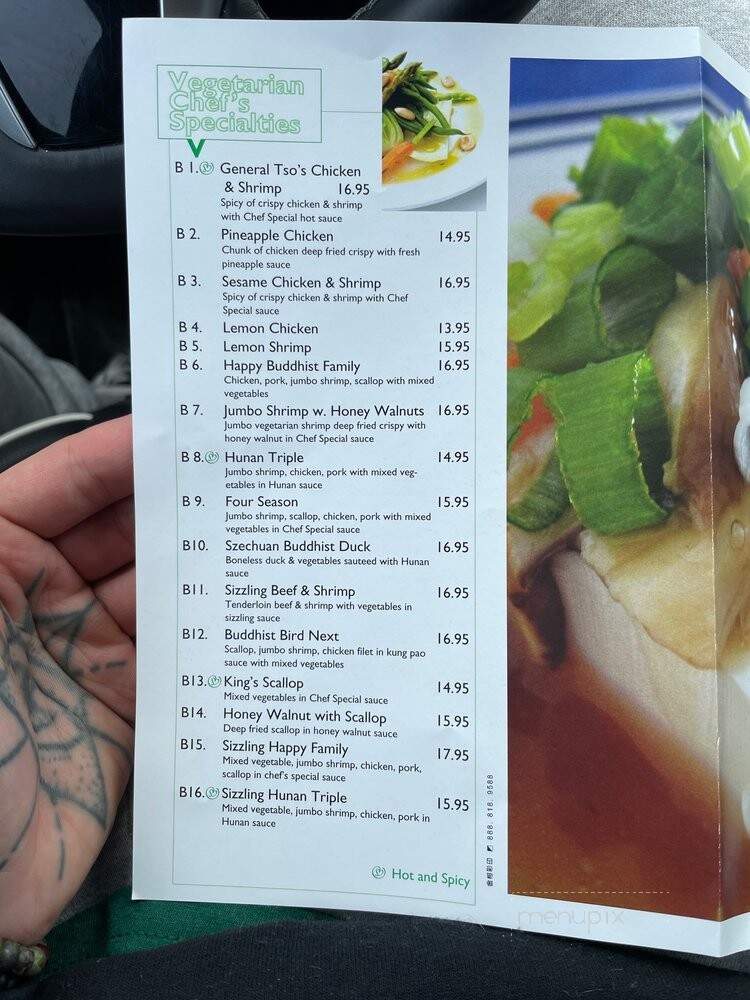 Vegetarian
Chef's
Specialties
B 1. General Tso's Chicken
& Shrimp 16.95
Spicy of crispy chicken & shrimp
with Chef Special hot sauce
B 2. Pineapple Chicken 14.95
Chunk of chicken deep fried crispy with fresh
pineapple sauce
B 3. Sesame Chicken & Shrimp 16.95
Spicy of crispy chicken & shrimp with Chef
Special sauce
B 4. Lemon Chicken 13.95
B 5. Lemon Shrimp 15.95
B 6. Happy Buddhist Family 16.95
Chicken, pork, jumbo shrimp, scallop with mixed
vegetables
B 7. Jumbo Shrimp w. Honey Walnuts 16.95
Jumbo vegetarian shrimp deep fried crispy with
honey walnut in Chef Special sauce
B 8. Hunan Triple 14.95
Jumbo shrimp, chicken, pork with mixed veg-
etables in Hunan sauce
B 9. Four Season 15.95
Jumbo shrimp, scallop, chicken, pork with mixed
vegetables in Chef Special sauce
B10. Szechuan Buddhist Duck 16.95
Boneless duck & vegetables sauteed with Hunan
sauce
B11. Sizzling Beef & Shrimp 16.95
Tenderloin beef & shrimp with vegetables in
sizzling sauce
B12. Buddhist Bird Next 16.95
Scallop, jumbo shrimp, chicken filet in kung pao
sauce with mixed vegetables
B13. King's Scallop 14.95
Mixed vegetables in Chef Special sauce
B14. Honey Walnut with Scallop 15.95
Deep fried scallop in honey walnut sauce
B15. Sizzling Happy Family 17.95
Mixed vegetable, jumbo shrimp, chicken, pork,
scallop in chef's special sauce
B16. Sizzling Hunan Triple 15.95
Mixed vegetable, jumbo shrimp, chicken, pork in
Hunan sauce
Hot and Spicy
888. 818. 9588
menupix